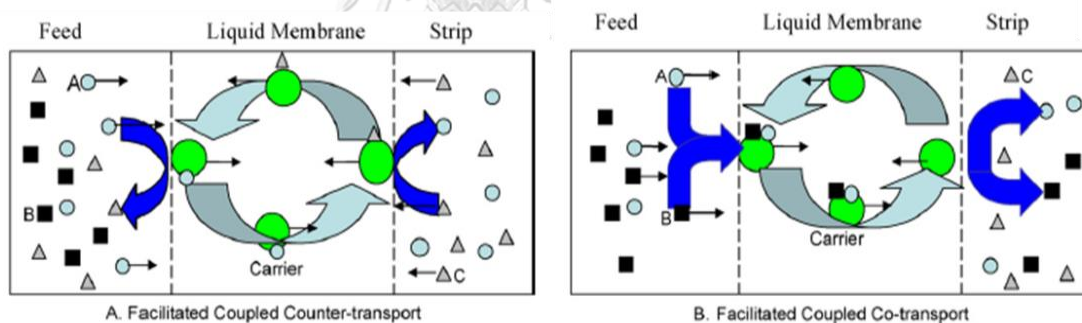 Feed Liquid Membrane Strip
A
B
Carrier
C
A. Facilitated Coupled Counter-transport
Feed Liquid Membrane Strip
A
C
B
Carrier
B. Facilitated Coupled Co-transport